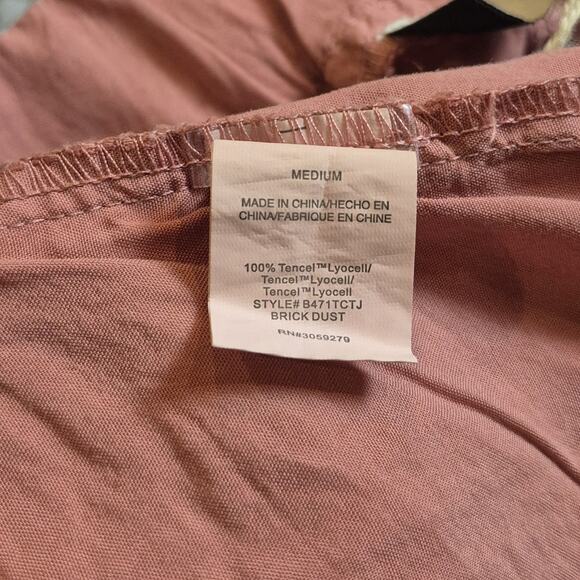 MEDIUM
MADE IN CHINA/HECHO EN
CHINA/FABRIQUE EN CHINE
100% Tencel™Lyocell/
Tencel™Lyocell/
Tencel™Lyocell
STYLE# B471TCTJ
BRICK DUST
RN#3059279